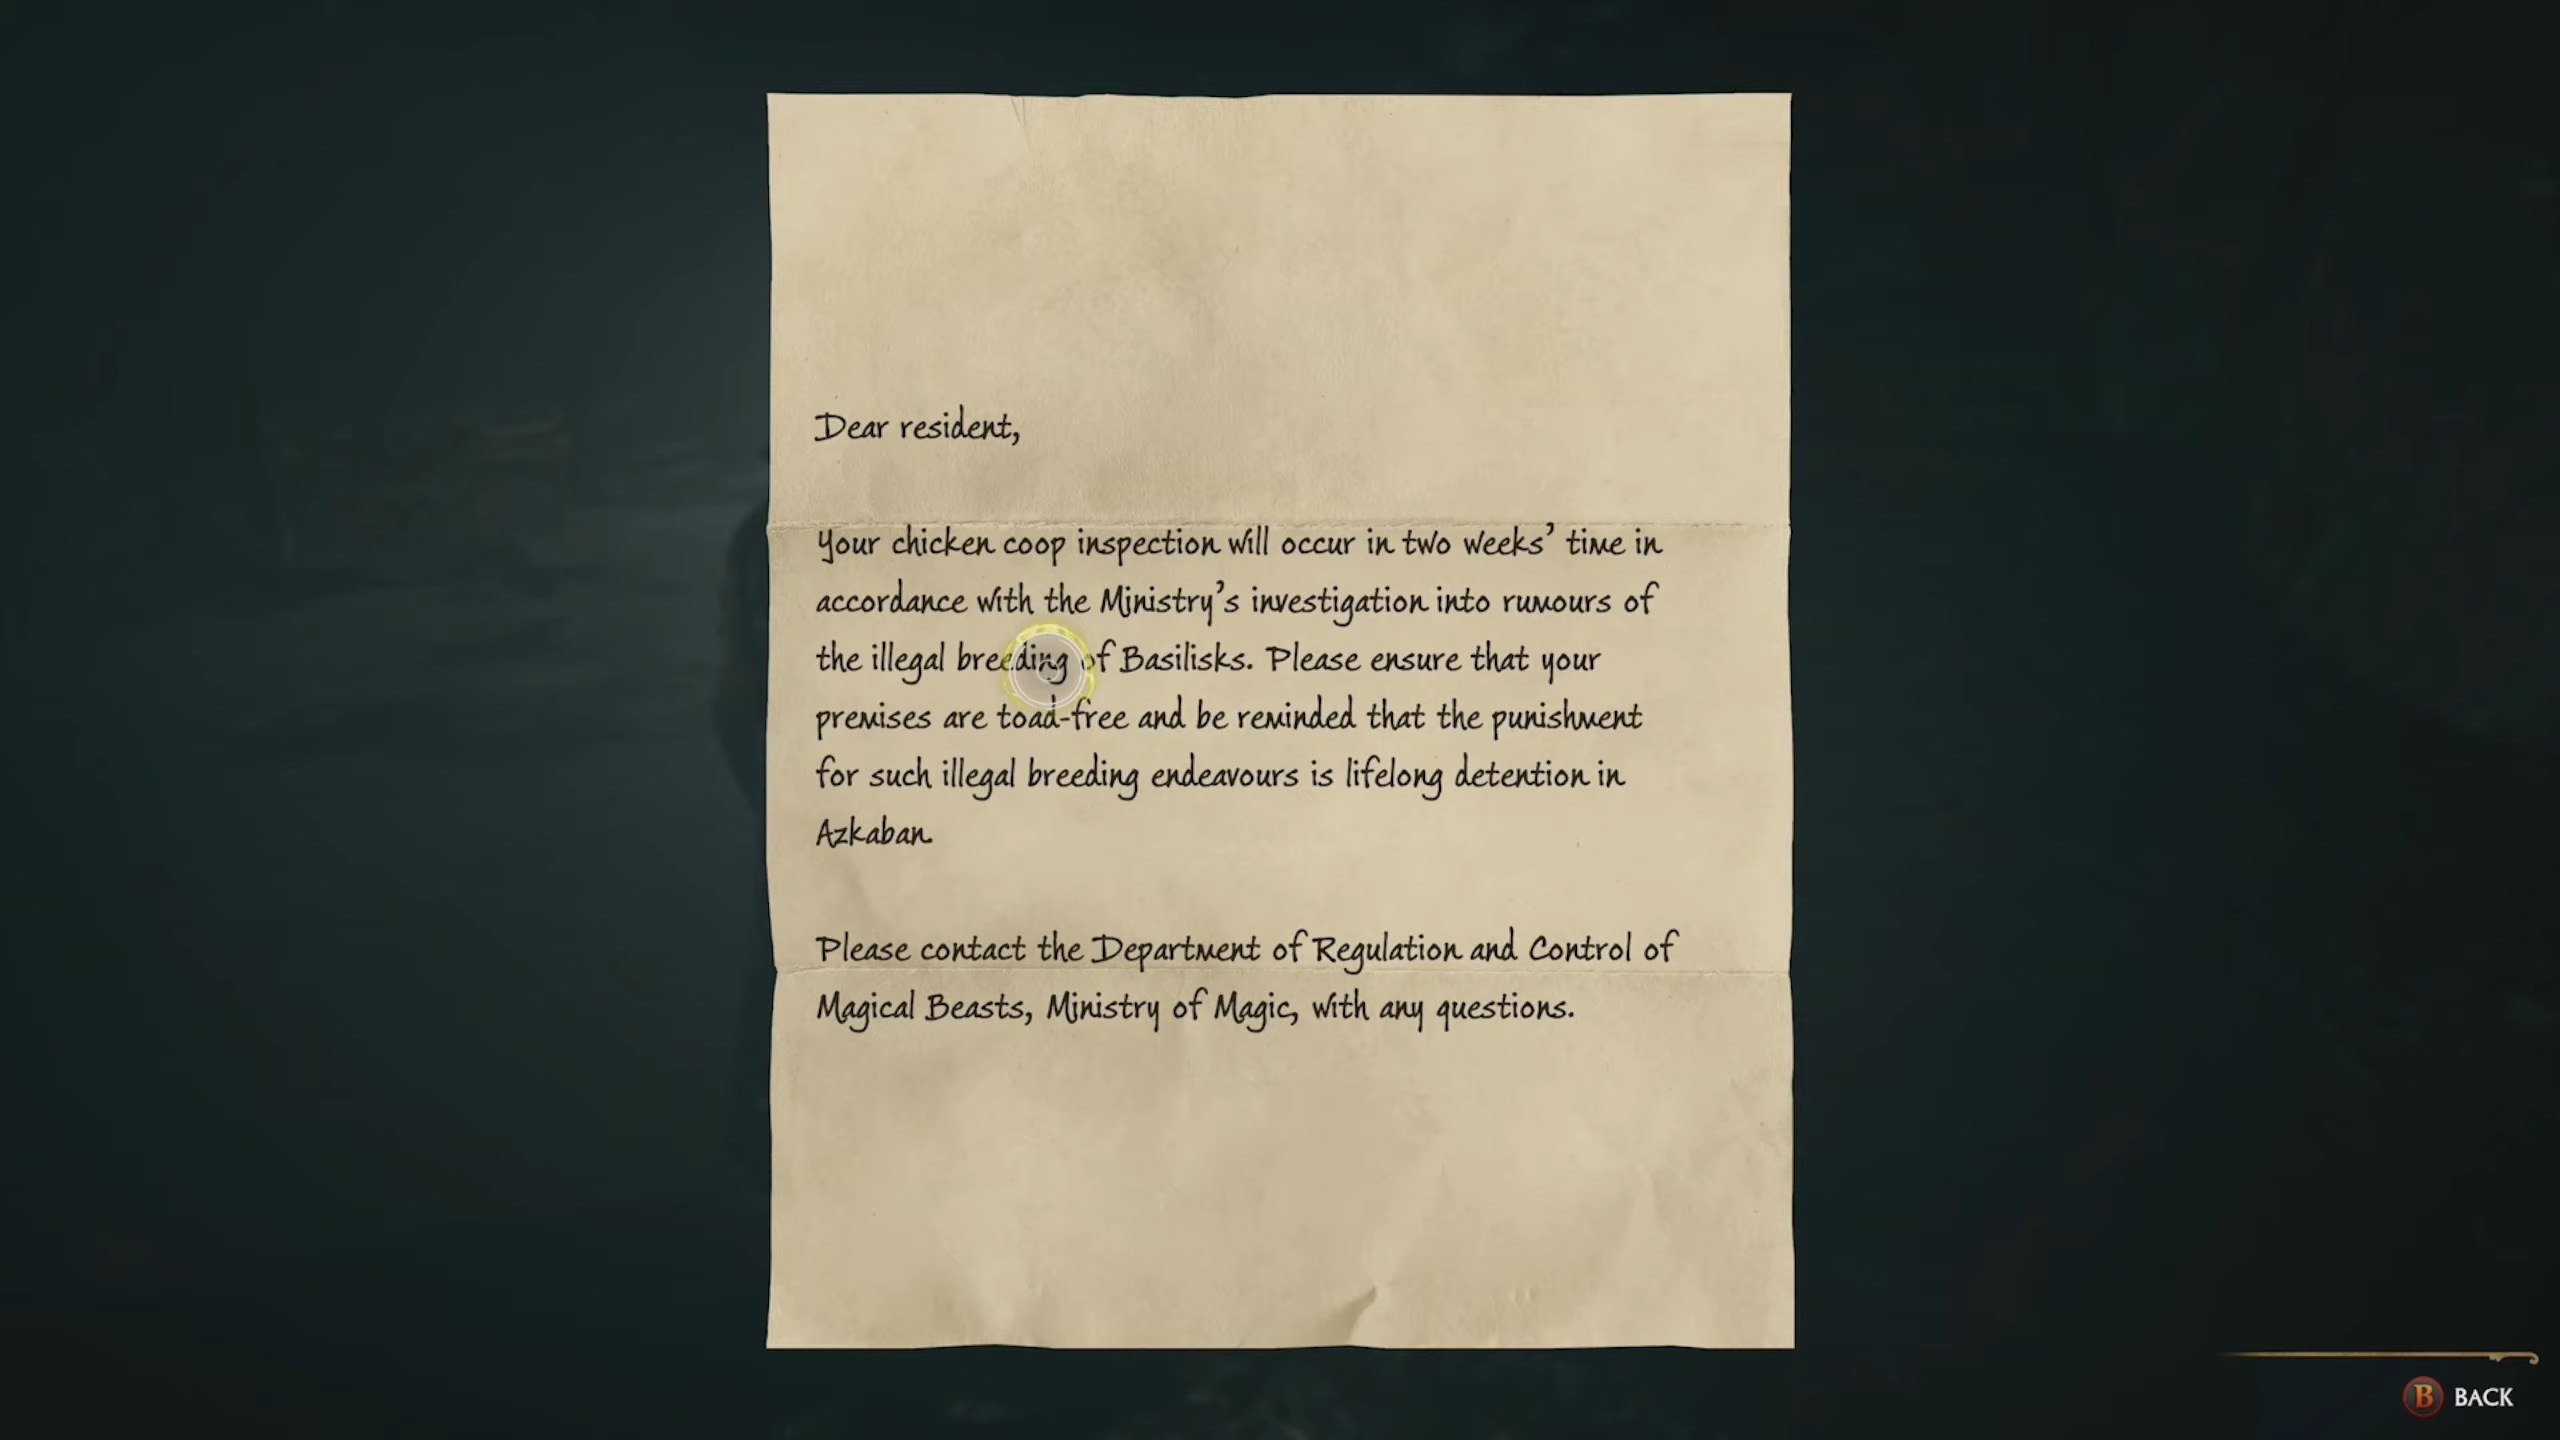 Dear resident,
Your chicken coop inspection will occur in two weeks' time in
accordance with the Ministry's investigation into rumours of
the illegal breeding of Basilisks. Please ensure that your
premises are toad-free and be reminded that the punishment
for such illegal breeding endeavours is lifelong detention in
Azkaban.
Please contact the Department of Regulation and Control of
Magical Beasts, Ministry of Magic, with any questions.
B BACK